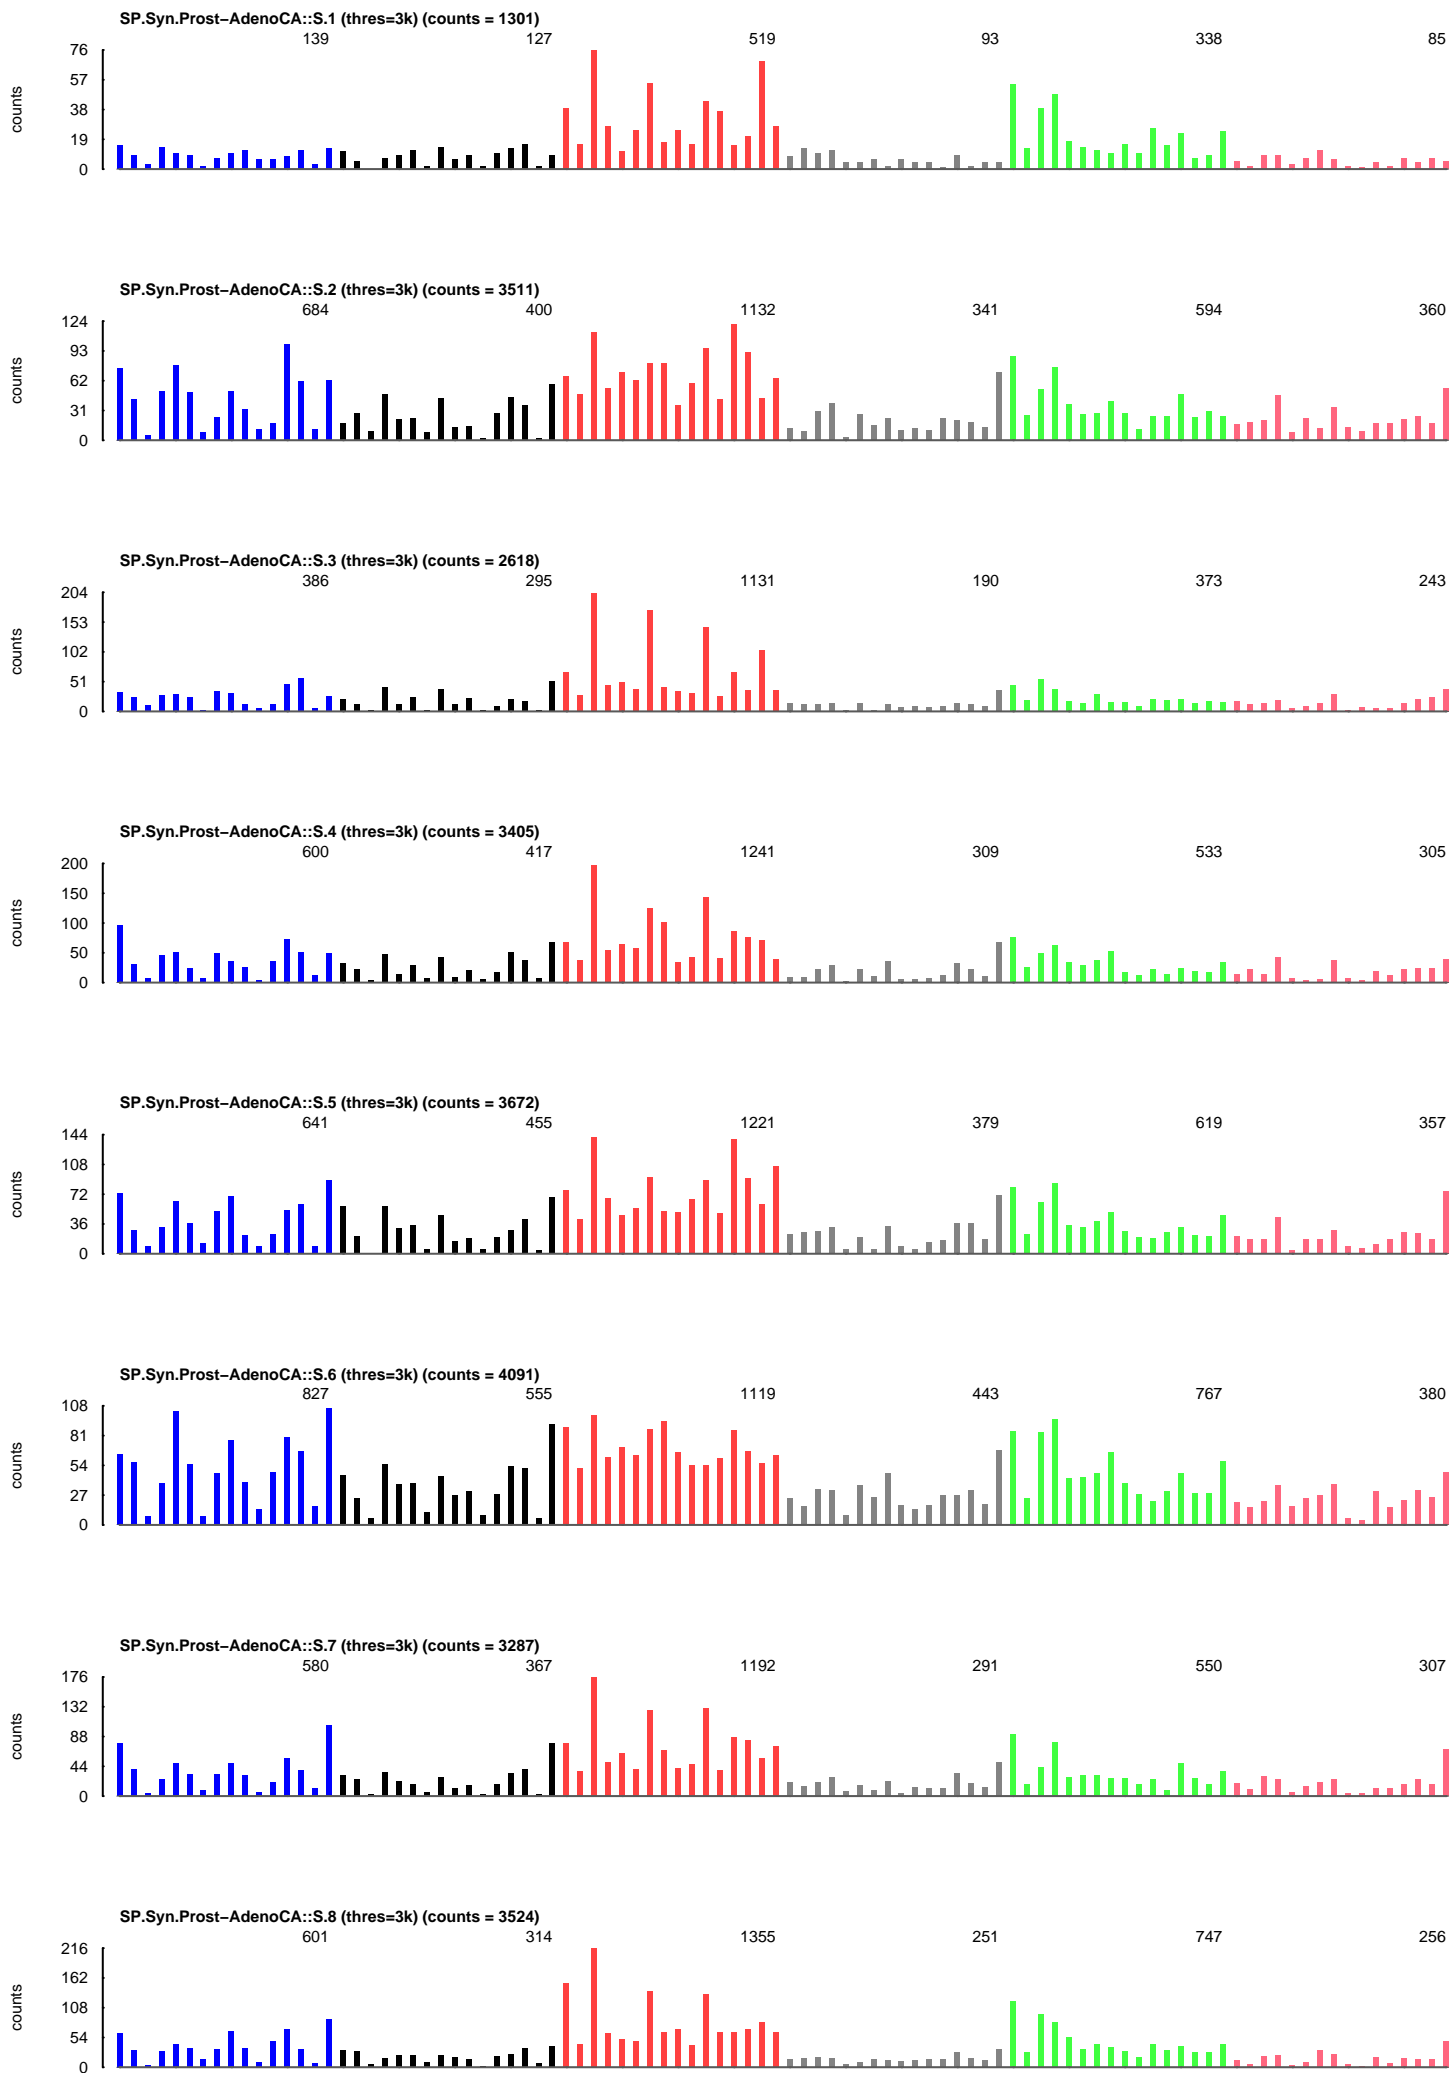 SP.Syn.Prost–AdenoCA::S.1 (thres=3k) (counts = 1301)
139 127 519 93 338 85
76
57
38
19
0
counts
SP.Syn.Prost–AdenoCA::S.2 (thres=3k) (counts = 3511)
684 400 1132 341 594 360
124
93
62
31
0
counts
SP.Syn.Prost–AdenoCA::S.3 (thres=3k) (counts = 2618)
386 295 1131 190 373 243
204
153
102
51
0
counts
SP.Syn.Prost–AdenoCA::S.4 (thres=3k) (counts = 3405)
600 417 1241 309 533 305
200
150
100
50
0
counts
SP.Syn.Prost–AdenoCA::S.5 (thres=3k) (counts = 3672)
641 455 1221 379 619 357
144
108
72
36
0
counts
SP.Syn.Prost–AdenoCA::S.6 (thres=3k) (counts = 4091)
827 555 1119 443 767 380
108
81
54
27
0
counts
SP.Syn.Prost–AdenoCA::S.7 (thres=3k) (counts = 3287)
580 367 1192 291 550 307
176
132
88
44
0
counts
SP.Syn.Prost–AdenoCA::S.8 (thres=3k) (counts = 3524)
601 314 1355 251 747 256
216
162
108
54
0
counts